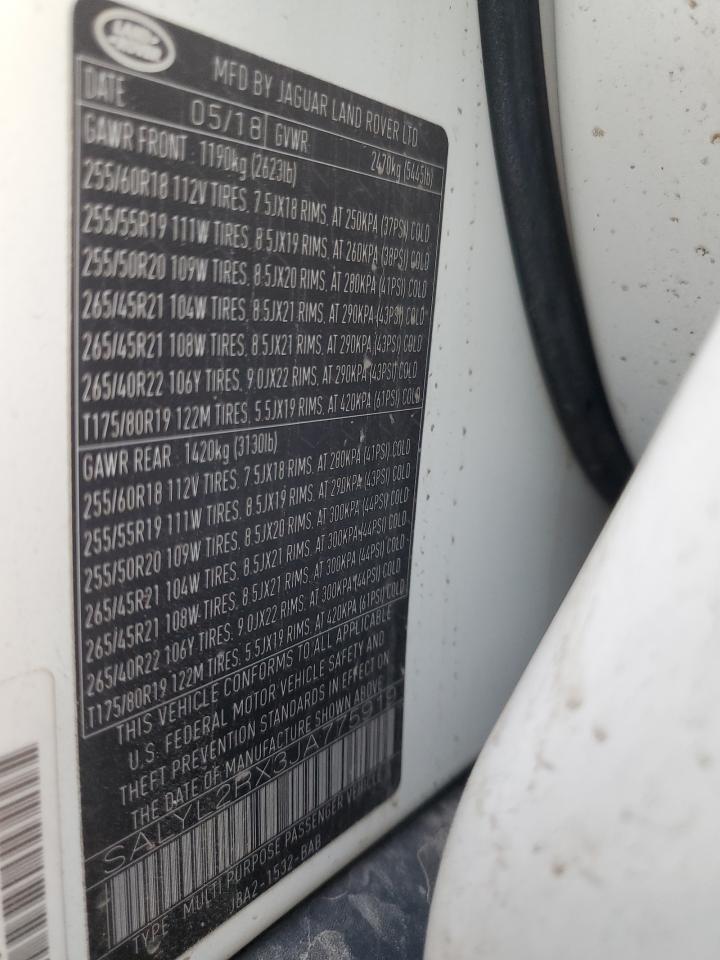 LAND ROVER
MFD BY JAGUAR LAND ROVER LTD
DATE 05/18 GVWR 2470kg (5445lb)
GAWR FRONT 1190kg (2623lb)
255/60R18 112V TIRES, 7.5JX18 RIMS, AT 250KPA (37PSI) COLD
255/55R19 111W TIRES, 8.5JX19 RIMS, AT 260KPA (38PSI) COLD
255/50R20 109W TIRES, 8.5JX20 RIMS, AT 280KPA (41PSI) COLD
265/45R21 104W TIRES, 8.5JX21 RIMS, AT 290KPA (43PSI) COLD
265/45R21 108W TIRES, 8.5JX21 RIMS, AT 290KPA (43PSI) COLD
265/40R22 106Y TIRES, 9.0JX22 RIMS, AT 290KPA (43PSI) COLD
T175/80R19 122M TIRES, 5.5JX19 RIMS, AT 420KPA (61PSI) COLD
GAWR REAR 1420kg (3130lb)
255/60R18 112V TIRES, 7.5JX18 RIMS, AT 280KPA (41PSI) COLD
255/55R19 111W TIRES, 8.5JX19 RIMS, AT 290KPA (43PSI) COLD
255/50R20 109W TIRES, 8.5JX20 RIMS, AT 300KPA (44PSI) COLD
265/45R21 104W TIRES, 8.5JX21 RIMS, AT 300KPA (44PSI) COLD
265/45R21 108W TIRES, 8.5JX21 RIMS, AT 300KPA (44PSI) COLD
265/40R22 106Y TIRES, 9.0JX22 RIMS, AT 300KPA (44PSI) COLD
T175/80R19 122M TIRES, 5.5JX19 RIMS, AT 420KPA (61PSI) COLD
THIS VEHICLE CONFORMS TO ALL APPLICABLE
U.S. FEDERAL MOTOR VEHICLE SAFETY AND
THEFT PREVENTION STANDARDS IN EFFECT ON
THE DATE OF MANUFACTURE SHOWN ABOVE
SALYL2RX3JA775919
TYPE MULTI PURPOSE PASSENGER VEHICLE
JBA2-1532-BAB